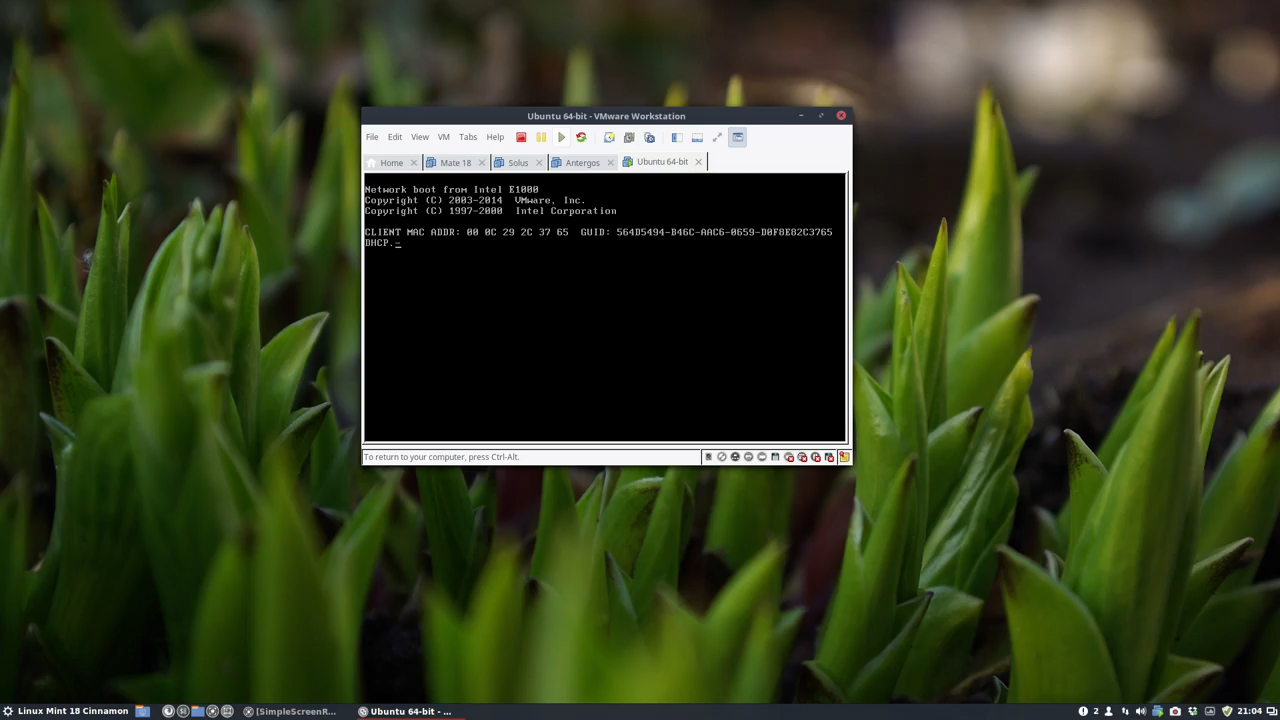 Ubuntu 64-bit - VMware Workstation
File Edit View VM Tabs Help
Home Mate 18 Solus Antergos Ubuntu 64-bit
Network boot from Intel E1000
Copyright (C) 2003-2014 VMware, Inc.
Copyright (C) 1997-2000 Intel Corporation
CLIENT MAC ADDR: 00 0C 29 2C 37 65 GUID: 564D5494-B46C-AAC6-0659-D0F8E82C3765
DHCP.-
To return to your computer, press Ctrl-Alt.
Linux Mint 18 Cinnamon [SimpleScreenR... Ubuntu 64-bit - ... 2 21:04